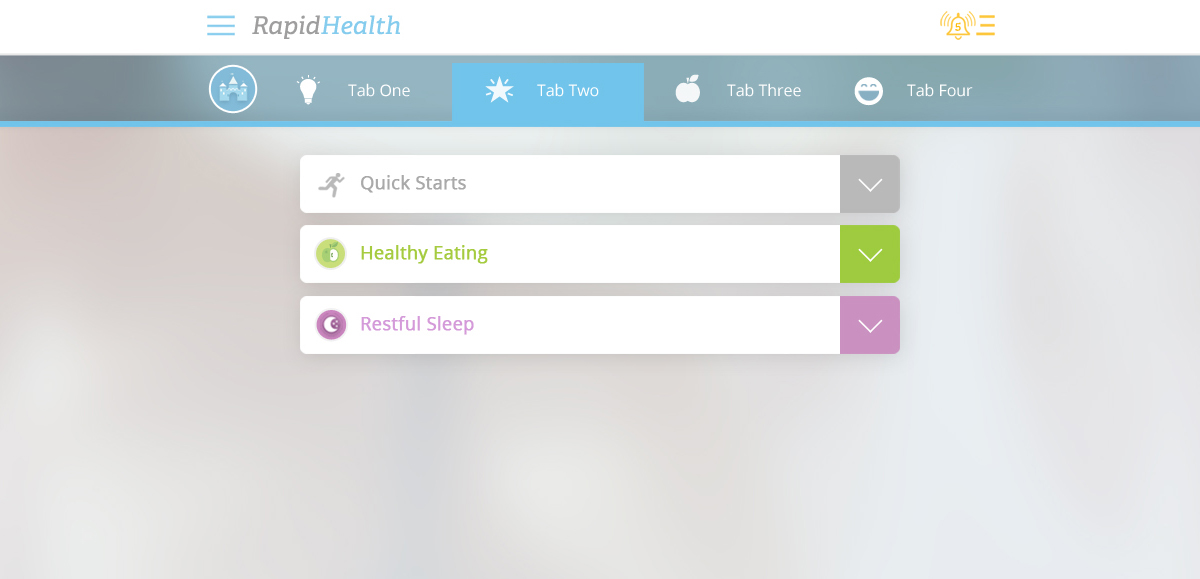 RapidHealth
5
Tab One
Tab Two
Tab Three
Tab Four
Quick Starts
Healthy Eating
Restful Sleep